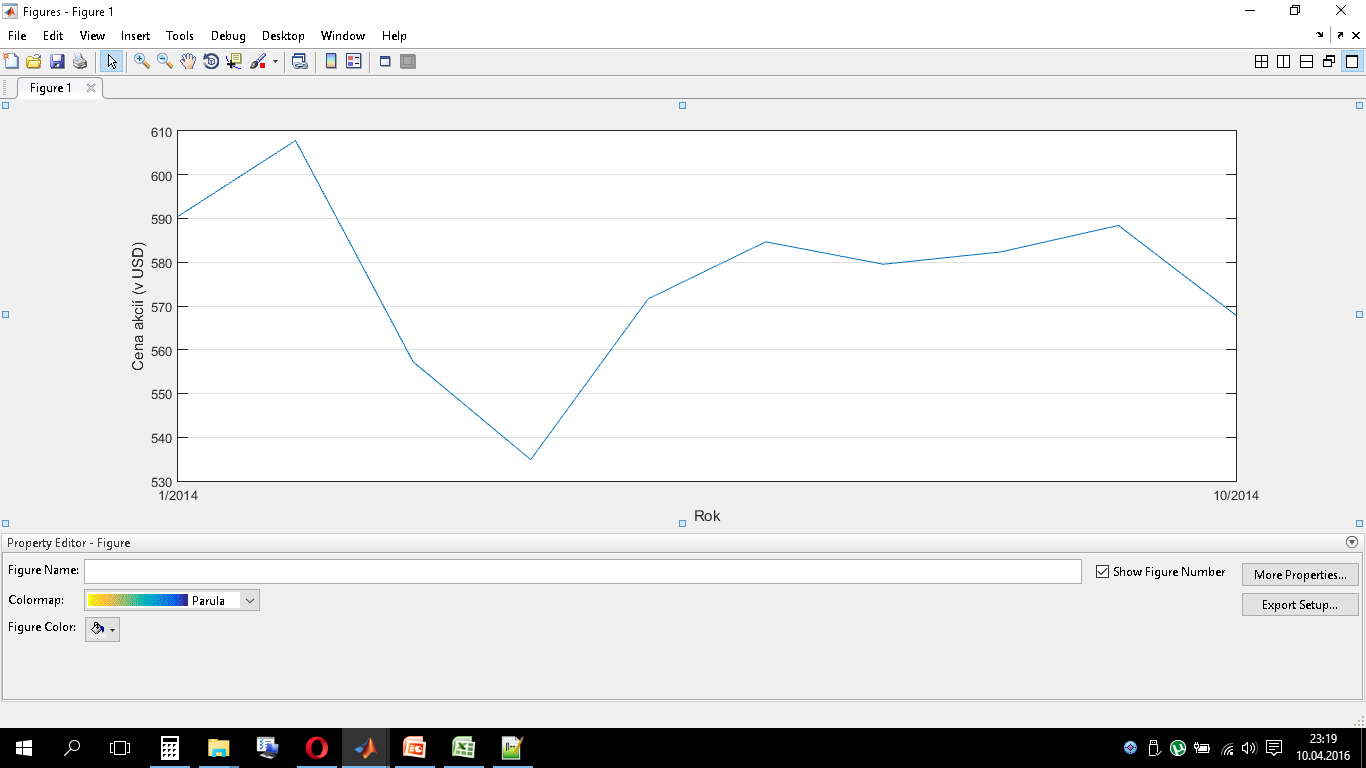 Figures - Figure 1
File Edit View Insert Tools Debug Desktop Window Help
Figure 1
610
600
590
580
570
560
550
540
530
Cena akcií (v USD)
1/2014 10/2014
Rok
Property Editor - Figure
Figure Name: Show Figure Number More Properties...
Colormap: Parula Export Setup...
Figure Color:
23:19
10.04.2016